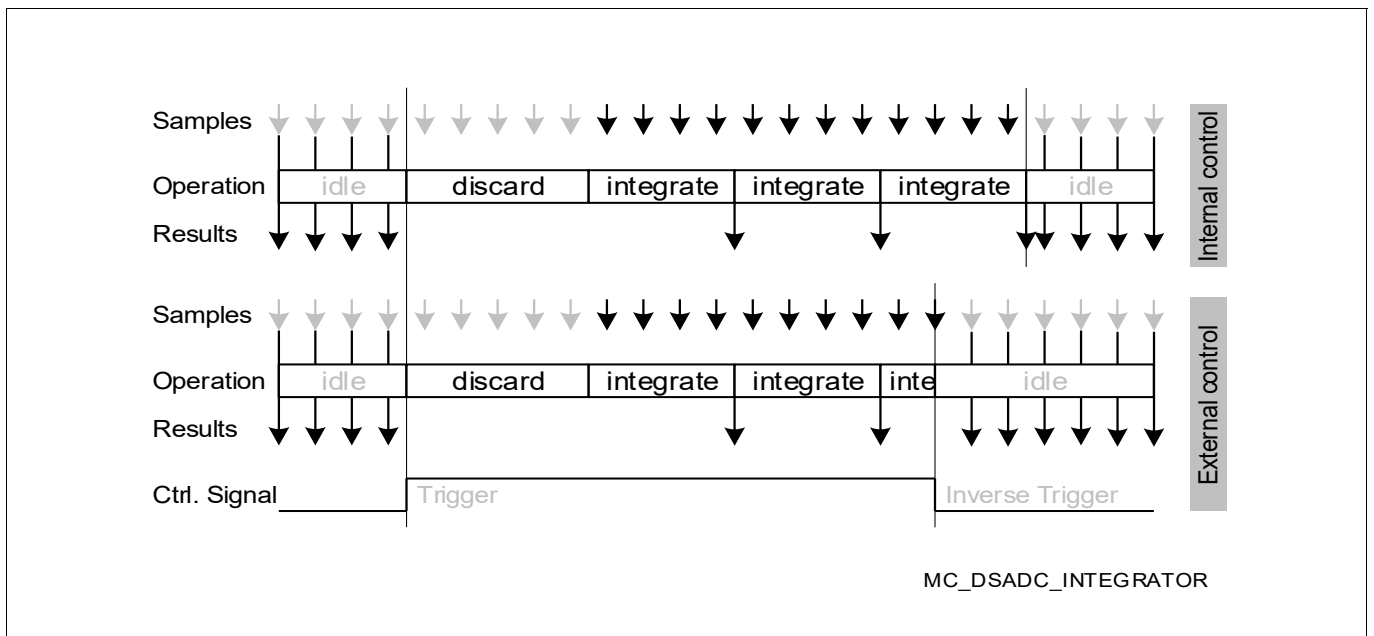 Samples
Operation idle discard integrate integrate integrate idle
Results
Internal control
Samples
Operation idle discard integrate integrate inte idle
Results
External control
Ctrl. Signal Trigger Inverse Trigger
MC_DSADC_INTEGRATOR